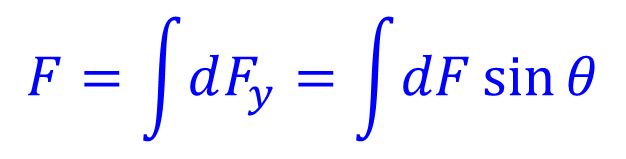 F = ∫ dF_y = ∫ dF sin θ